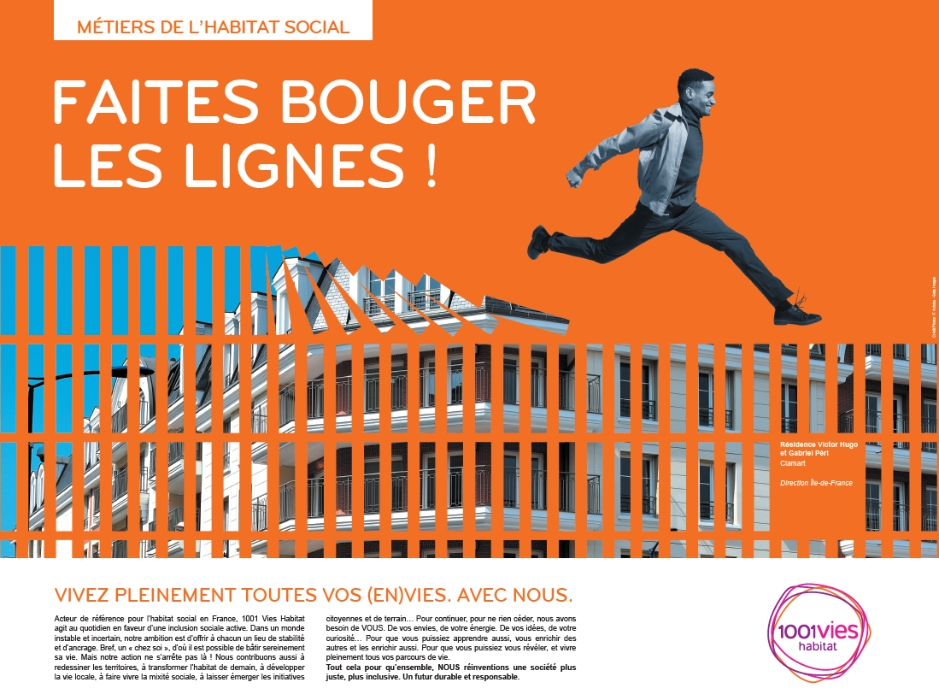 MÉTIERS DE L'HABITAT SOCIAL
FAITES BOUGER
LES LIGNES !
Résidence Victor Hugo
et Gabriel Péri
Clamart
Direction Île-de-France
VIVEZ PLEINEMENT TOUTES VOS (EN)VIES. AVEC NOUS.
Acteur de référence pour l'habitat social en France, 1001 Vies Habitat
agit au quotidien en faveur d'une inclusion sociale active. Dans un monde
instable et incertain, notre ambition est d'offrir à chacun un lieu de stabilité
et d'ancrage. Bref, un « chez soi », d'où il est possible de bâtir sereinement
sa vie. Mais notre action ne s'arrête pas là ! Nous contribuons aussi à
redessiner les territoires, à transformer l'habitat de demain, à développer
la vie locale, à faire vivre la mixité sociale, à laisser émerger les initiatives
citoyennes et de terrain... Pour continuer, pour ne rien céder, nous avons
besoin de VOUS. De vos envies, de votre énergie. De vos idées, de votre
curiosité... Pour que vous puissiez apprendre aussi, vous enrichir des
autres et les enrichir aussi. Pour que vous puissiez vous révéler, et vivre
pleinement tous vos parcours de vie.
Tout cela pour qu'ensemble, NOUS réinventions une société plus
juste, plus inclusive. Un futur durable et responsable.
1001vies
habitat